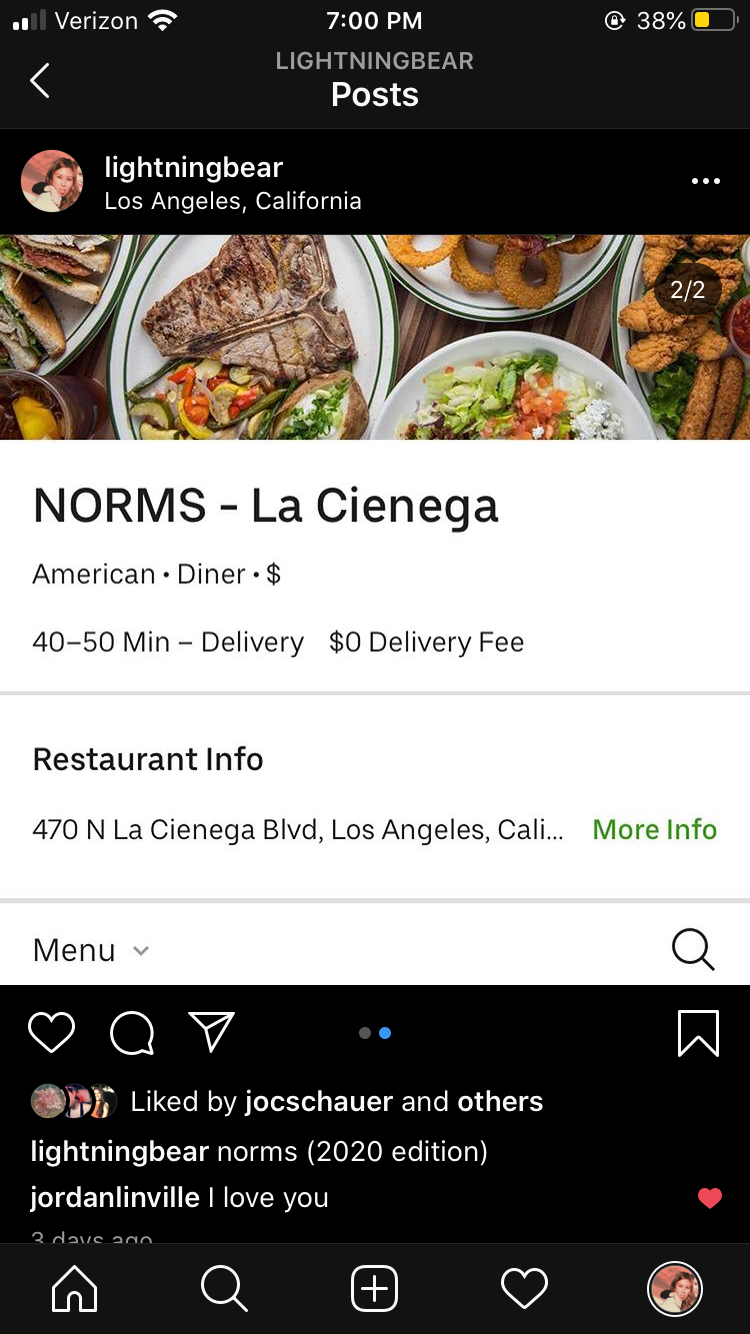 Verizon 7:00 PM 38%
LIGHTNINGBEAR
Posts
lightningbear
Los Angeles, California
2/2
NORMS - La Cienega
American • Diner • $
40–50 Min – Delivery $0 Delivery Fee
Restaurant Info
470 N La Cienega Blvd, Los Angeles, Cali... More Info
Menu
Liked by jocschauer and others
lightningbear norms (2020 edition)
jordanlinville I love you
3 days ago